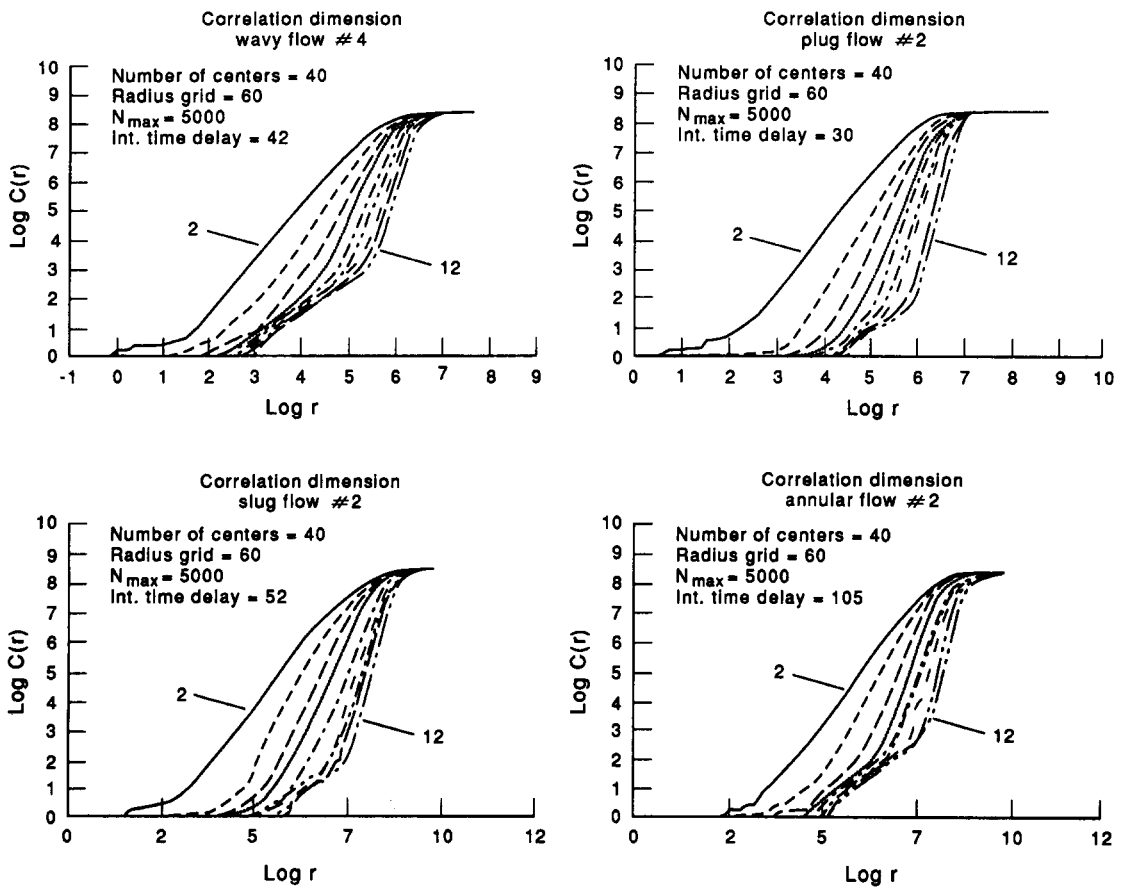 Correlation dimension
wavy flow #4
Number of centers = 40
Radius grid = 60
Nmax = 5000
Int. time delay = 42
Log C(r)
10
9
8
7
6
5
4
3
2
1
0
2
12
-1 0 1 2 3 4 5 6 7 8 9
Log r
Correlation dimension
plug flow #2
Number of centers = 40
Radius grid = 60
Nmax = 5000
Int. time delay = 30
Log C(r)
10
9
8
7
6
5
4
3
2
1
0
2
12
0 1 2 3 4 5 6 7 8 9 10
Log r
Correlation dimension
slug flow #2
Number of centers = 40
Radius grid = 60
Nmax = 5000
Int. time delay = 52
Log C(r)
10
9
8
7
6
5
4
3
2
1
0
2
12
0 2 5 7 10 12
Log r
Correlation dimension
annular flow #2
Number of centers = 40
Radius grid = 60
Nmax = 5000
Int. time delay = 105
Log C(r)
10
9
8
7
6
5
4
3
2
1
0
2
12
0 2 5 7 10 12
Log r